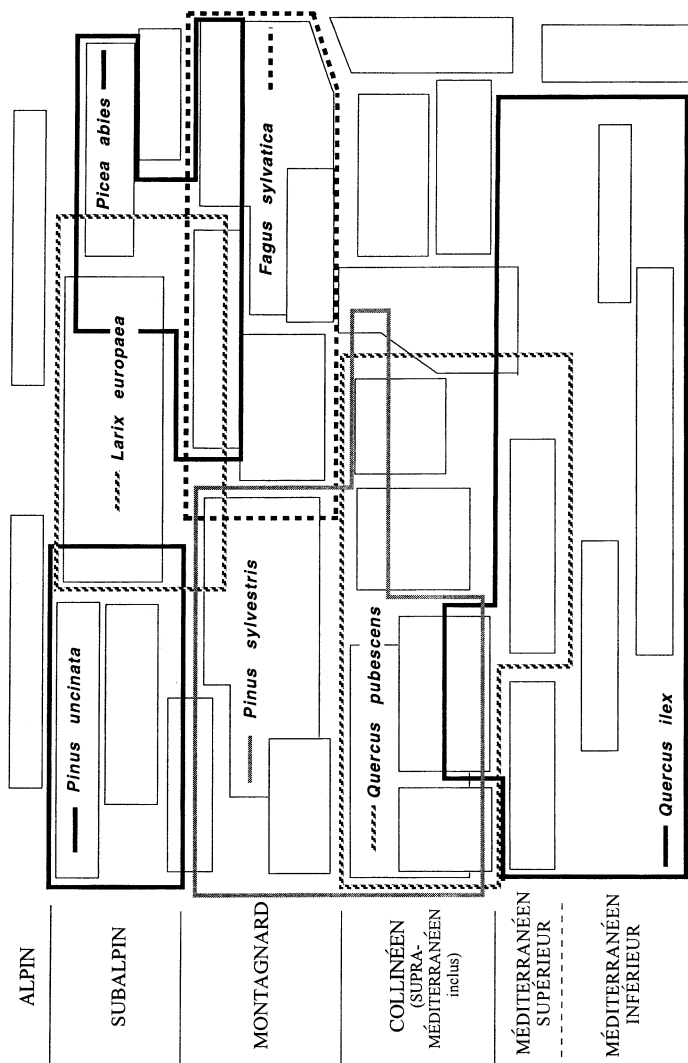 ALPIN
SUBALPIN
MONTAGNARD
COLLINÉEN
(SUPRA-
MÉDITERRANÉEN
inclus)
MÉDITERRANÉEN
SUPÉRIEUR
MÉDITERRANÉEN
INFÉRIEUR
Pinus uncinata
Larix europaea
Picea abies
Pinus sylvestris
Fagus sylvatica
Quercus pubescens
Quercus ilex